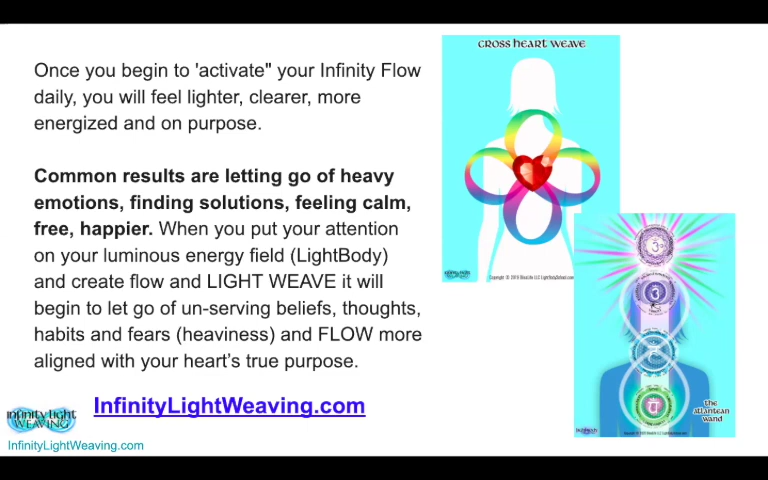 Once you begin to 'activate" your Infinity Flow
daily, you will feel lighter, clearer, more
energized and on purpose.
Common results are letting go of heavy
emotions, finding solutions, feeling calm,
free, happier. When you put your attention
on your luminous energy field (LightBody)
and create flow and LIGHT WEAVE it will
begin to let go of un-serving beliefs, thoughts,
habits and fears (heaviness) and FLOW more
aligned with your heart's true purpose.
InfinityLightWeaving.com
infinity light
WEAVING
InfinityLightWeaving.com
CROSS HEART WEAVE
the
atlantean
wand